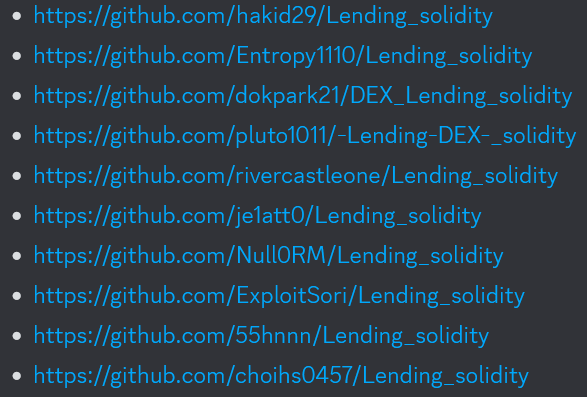 https://github.com/hakid29/Lending_solidity
https://github.com/Entropy1110/Lending_solidity
https://github.com/dokpark21/DEX_Lending_solidity
https://github.com/pluto1011/-Lending-DEX-_solidity
https://github.com/rivercastleone/Lending_solidity
https://github.com/je1att0/Lending_solidity
https://github.com/Null0RM/Lending_solidity
https://github.com/ExploitSori/Lending_solidity
https://github.com/55hnnn/Lending_solidity
https://github.com/choihs0457/Lending_solidity